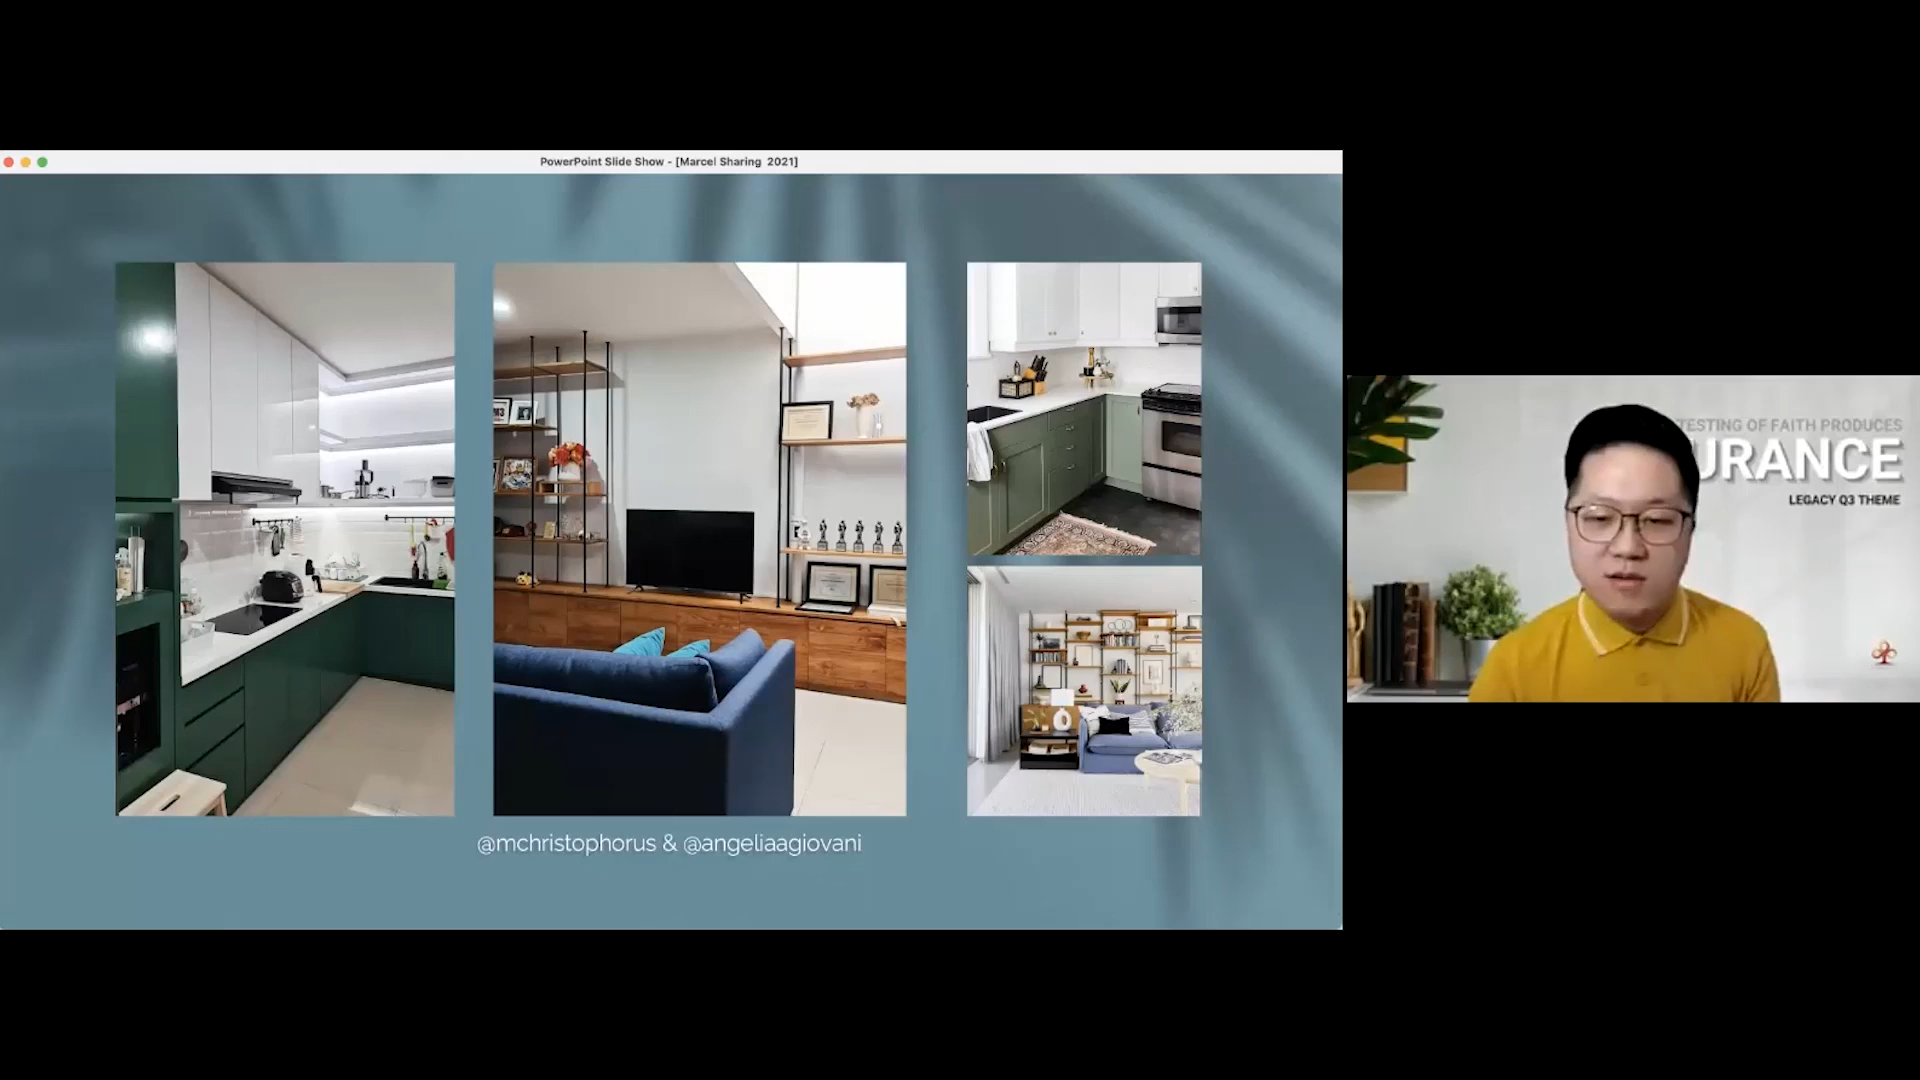 PowerPoint Slide Show - [Marcel Sharing 2021]
@mchristophorus & @angeliaagiovani
TESTING OF FAITH PRODUCES
URANCE
LEGACY Q3 THEME